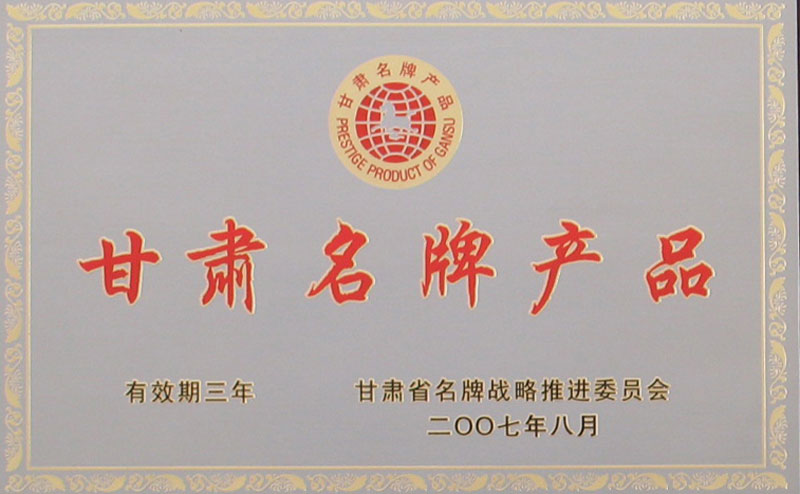 甘肃名牌产品
PRESTIGE PRODUCT OF GANSU
甘肃名牌产品
有效期三年
甘肃省名牌战略推进委员会
二〇〇七年八月